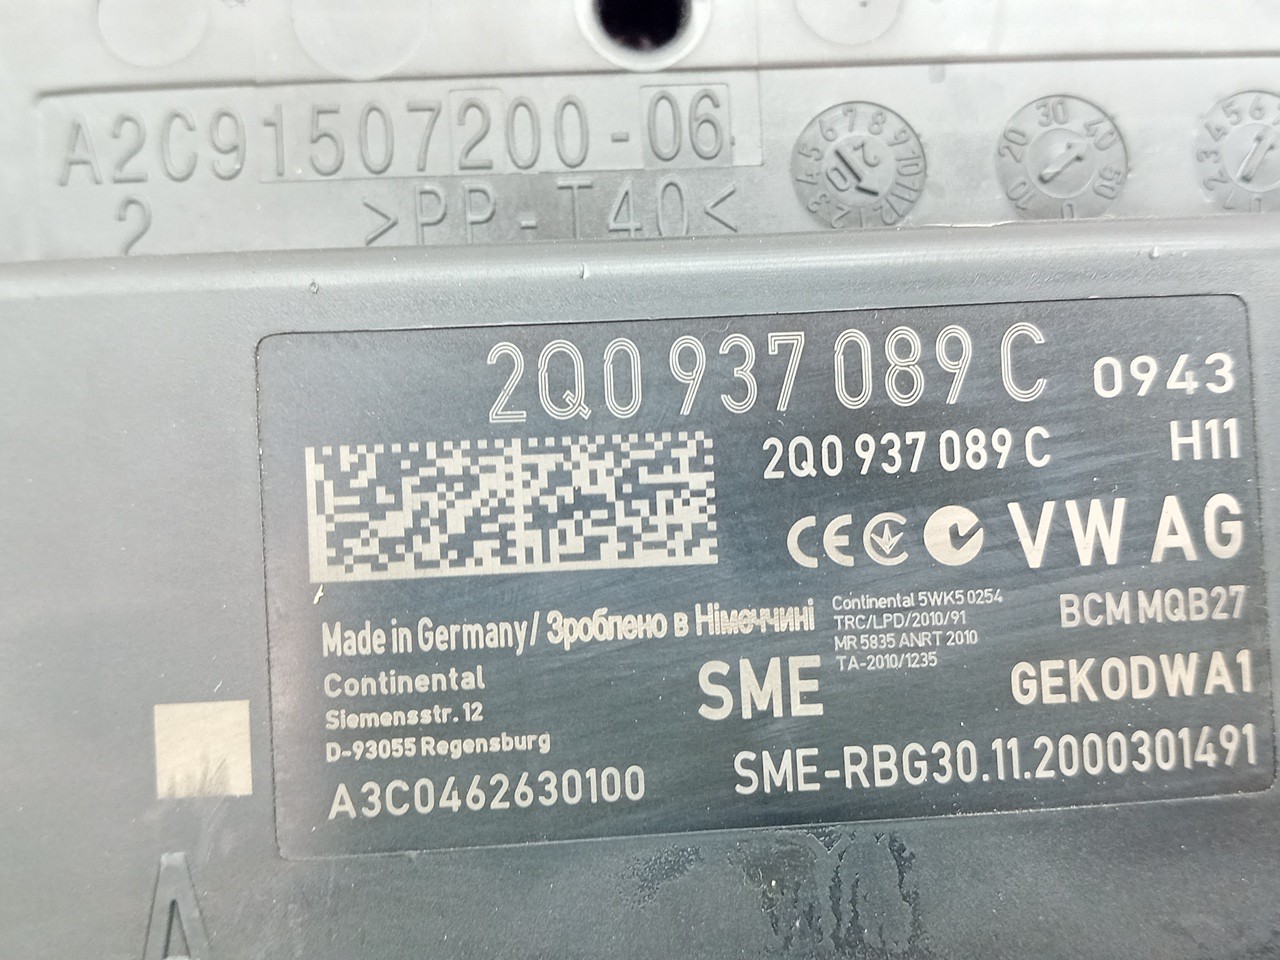 A2C91507200-06
2 >PP-T40<
2Q0 937 089 C 0943
2Q0 937 089 C H11
CE VW AG
Made in Germany/ Зроблено в Німеччині
Continental 5WK5 0254
TRC/LPD/2010/91
MR 5835 ANRT 2010
TA-2010/1235
BCM MQB27
Continental
Siemensstr. 12
D-93055 Regensburg
A3C0462630100
SME
GEK0DWA1
SME-RBG30.11.2000301491